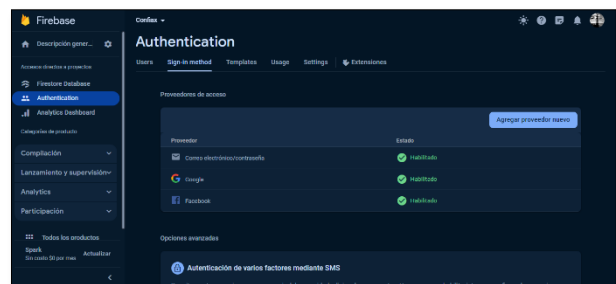 Firebase
Confiax
Descripción gener...
Authentication
Users
Sign-in method
Templates
Usage
Settings
Extensiones
Accesos directos a proyectos
Firestore Database
Authentication
Analytics Dashboard
Categorías de producto
Compilación
Lanzamiento y supervisión
Analytics
Participación
Todos los productos
Spark
Sin costo $0 por mes
Actualizar
Proveedores de acceso
Agregar proveedor nuevo
Proveedor
Estado
Correo electrónico/contraseña
Habilitado
Google
Habilitado
Facebook
Habilitado
Opciones avanzadas
Autenticación de varios factores mediante SMS